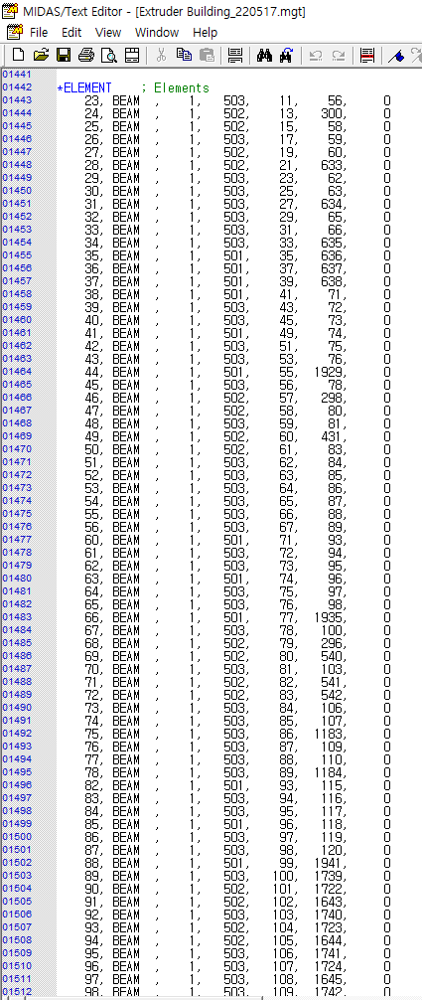 MIDAS/Text Editor - [Extruder Building_220517.mgt]
File Edit View Window Help
01441
01442 *ELEMENT ; Elements
01443 23, BEAM , 1, 503, 11, 56, 0
01444 24, BEAM , 1, 502, 13, 300, 0
01445 25, BEAM , 1, 502, 15, 58, 0
01446 26, BEAM , 1, 503, 17, 59, 0
01447 27, BEAM , 1, 502, 19, 60, 0
01448 28, BEAM , 1, 502, 21, 633, 0
01449 29, BEAM , 1, 503, 23, 62, 0
01450 30, BEAM , 1, 503, 25, 63, 0
01451 31, BEAM , 1, 503, 27, 634, 0
01452 32, BEAM , 1, 503, 29, 65, 0
01453 33, BEAM , 1, 503, 31, 66, 0
01454 34, BEAM , 1, 503, 33, 635, 0
01455 35, BEAM , 1, 501, 35, 636, 0
01456 36, BEAM , 1, 501, 37, 637, 0
01457 37, BEAM , 1, 501, 39, 638, 0
01458 38, BEAM , 1, 501, 41, 71, 0
01459 39, BEAM , 1, 503, 43, 72, 0
01460 40, BEAM , 1, 503, 45, 73, 0
01461 41, BEAM , 1, 501, 49, 74, 0
01462 42, BEAM , 1, 503, 51, 75, 0
01463 43, BEAM , 1, 503, 53, 76, 0
01464 44, BEAM , 1, 501, 55, 1929, 0
01465 45, BEAM , 1, 503, 56, 78, 0
01466 46, BEAM , 1, 502, 57, 298, 0
01467 47, BEAM , 1, 502, 58, 80, 0
01468 48, BEAM , 1, 503, 59, 81, 0
01469 49, BEAM , 1, 502, 60, 431, 0
01470 50, BEAM , 1, 502, 61, 83, 0
01471 51, BEAM , 1, 503, 62, 84, 0
01472 52, BEAM , 1, 503, 63, 85, 0
01473 53, BEAM , 1, 503, 64, 86, 0
01474 54, BEAM , 1, 503, 65, 87, 0
01475 55, BEAM , 1, 503, 66, 88, 0
01476 56, BEAM , 1, 503, 67, 89, 0
01477 60, BEAM , 1, 501, 71, 93, 0
01478 61, BEAM , 1, 503, 72, 94, 0
01479 62, BEAM , 1, 503, 73, 95, 0
01480 63, BEAM , 1, 501, 74, 96, 0
01481 64, BEAM , 1, 503, 75, 97, 0
01482 65, BEAM , 1, 503, 76, 98, 0
01483 66, BEAM , 1, 501, 77, 1935, 0
01484 67, BEAM , 1, 503, 78, 100, 0
01485 68, BEAM , 1, 502, 79, 296, 0
01486 69, BEAM , 1, 502, 80, 540, 0
01487 70, BEAM , 1, 503, 81, 103, 0
01488 71, BEAM , 1, 502, 82, 541, 0
01489 72, BEAM , 1, 502, 83, 542, 0
01490 73, BEAM , 1, 503, 84, 106, 0
01491 74, BEAM , 1, 503, 85, 107, 0
01492 75, BEAM , 1, 503, 86, 1183, 0
01493 76, BEAM , 1, 503, 87, 109, 0
01494 77, BEAM , 1, 503, 88, 110, 0
01495 78, BEAM , 1, 503, 89, 1184, 0
01496 82, BEAM , 1, 501, 93, 115, 0
01497 83, BEAM , 1, 503, 94, 116, 0
01498 84, BEAM , 1, 503, 95, 117, 0
01499 85, BEAM , 1, 501, 96, 118, 0
01500 86, BEAM , 1, 503, 97, 119, 0
01501 87, BEAM , 1, 503, 98, 120, 0
01502 88, BEAM , 1, 501, 99, 1941, 0
01503 89, BEAM , 1, 503, 100, 1739, 0
01504 90, BEAM , 1, 502, 101, 1722, 0
01505 91, BEAM , 1, 502, 102, 1643, 0
01506 92, BEAM , 1, 503, 103, 1740, 0
01507 93, BEAM , 1, 502, 104, 1723, 0
01508 94, BEAM , 1, 502, 105, 1644, 0
01509 95, BEAM , 1, 503, 106, 1741, 0
01510 96, BEAM , 1, 503, 107, 1724, 0
01511 97, BEAM , 1, 503, 108, 1645, 0
01512 98, BEAM , 1, 503, 109, 1742, 0